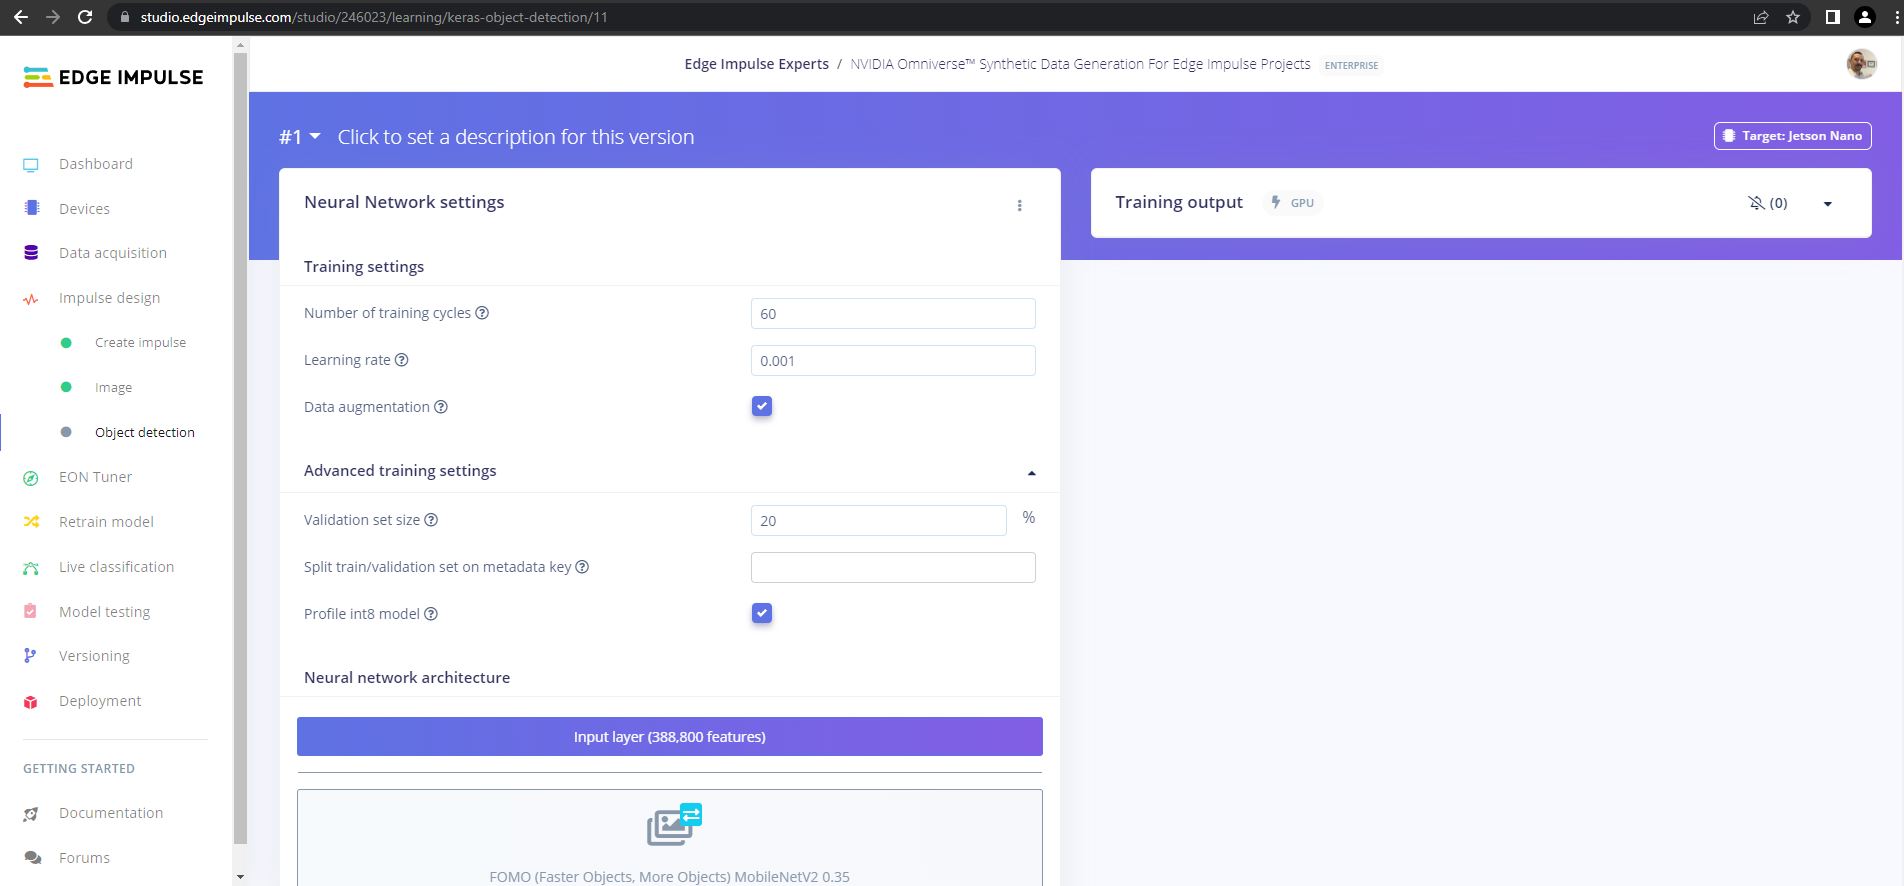 studio.edgeimpulse.com/studio/246023/learning/keras-object-detection/11
EDGE IMPULSE
Edge Impulse Experts / NVIDIA Omniverse™ Synthetic Data Generation For Edge Impulse Projects ENTERPRISE
#1 Click to set a description for this version
Target: Jetson Nano
Dashboard
Devices
Data acquisition
Impulse design
Create impulse
Image
Object detection
EON Tuner
Retrain model
Live classification
Model testing
Versioning
Deployment
GETTING STARTED
Documentation
Forums
Neural Network settings
Training settings
Number of training cycles
60
Learning rate
0.001
Data augmentation
Advanced training settings
Validation set size
20 %
Split train/validation set on metadata key
Profile int8 model
Neural network architecture
Input layer (388,800 features)
FOMO (Faster Objects, More Objects) MobileNetV2 0.35
Training output GPU (0)